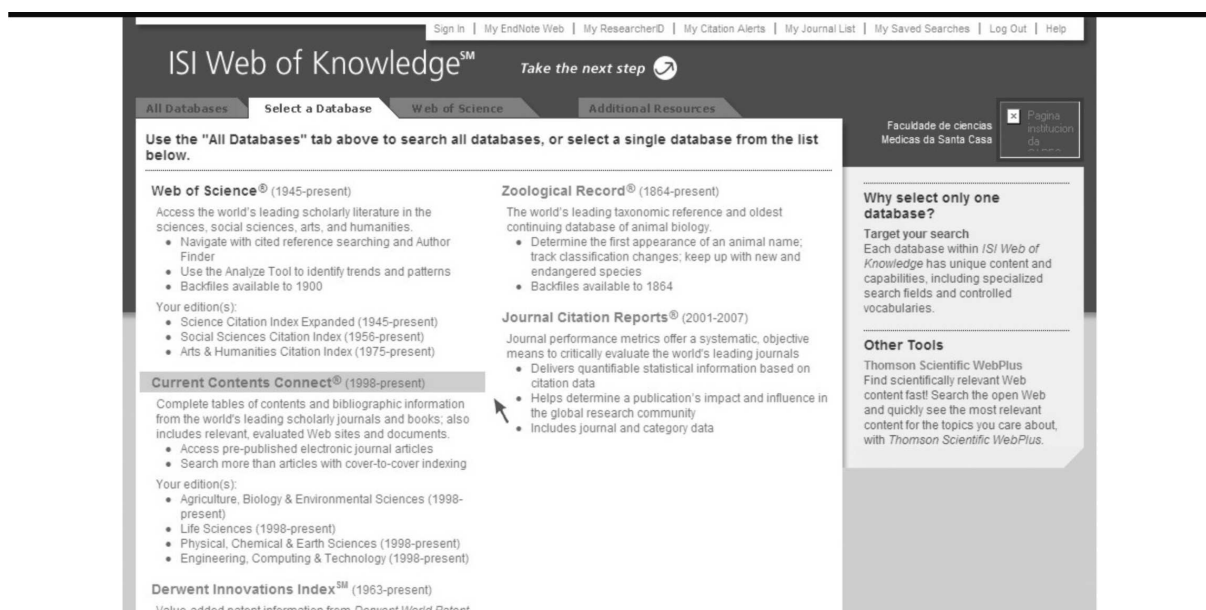 Sign In | My EndNote Web | My ResearcherID | My Citation Alerts | My Journal List | My Saved Searches | Log Out | Help
ISI Web of Knowledge℠
Take the next step
All Databases
Select a Database
Web of Science
Additional Resources
Faculdade de ciencias
Medicas da Santa Casa
Pagina
institucion
da
Use the "All Databases" tab above to search all databases, or select a single database from the list
below.
Web of Science® (1945-present)
Access the world's leading scholarly literature in the
sciences, social sciences, arts, and humanities.
• Navigate with cited reference searching and Author
Finder
• Use the Analyze Tool to identify trends and patterns
• Backfiles available to 1900
Your edition(s):
• Science Citation Index Expanded (1945-present)
• Social Sciences Citation Index (1956-present)
• Arts & Humanities Citation Index (1975-present)
Current Contents Connect® (1998-present)
Complete tables of contents and bibliographic information
from the world's leading scholarly journals and books; also
includes relevant, evaluated Web sites and documents.
• Access pre-published electronic journal articles
• Search more than articles with cover-to-cover indexing
Your edition(s):
• Agriculture, Biology & Environmental Sciences (1998-
present)
• Life Sciences (1998-present)
• Physical, Chemical & Earth Sciences (1998-present)
• Engineering, Computing & Technology (1998-present)
Derwent Innovations Index℠ (1963-present)
Value-added patent information from Derwent World Patent
Zoological Record® (1864-present)
The world's leading taxonomic reference and oldest
continuing database of animal biology.
• Determine the first appearance of an animal name;
track classification changes; keep up with new and
endangered species
• Backfiles available to 1864
Journal Citation Reports® (2001-2007)
Journal performance metrics offer a systematic, objective
means to critically evaluate the world's leading journals
• Delivers quantifiable statistical information based on
citation data
• Helps determine a publication's impact and influence in
the global research community
• Includes journal and category data
Why select only one
database?
Target your search
Each database within ISI Web of
Knowledge has unique content and
capabilities, including specialized
search fields and controlled
vocabularies.
Other Tools
Thomson Scientific WebPlus
Find scientifically relevant Web
content fast! Search the open Web
and quickly see the most relevant
content for the topics you care about,
with Thomson Scientific WebPlus.